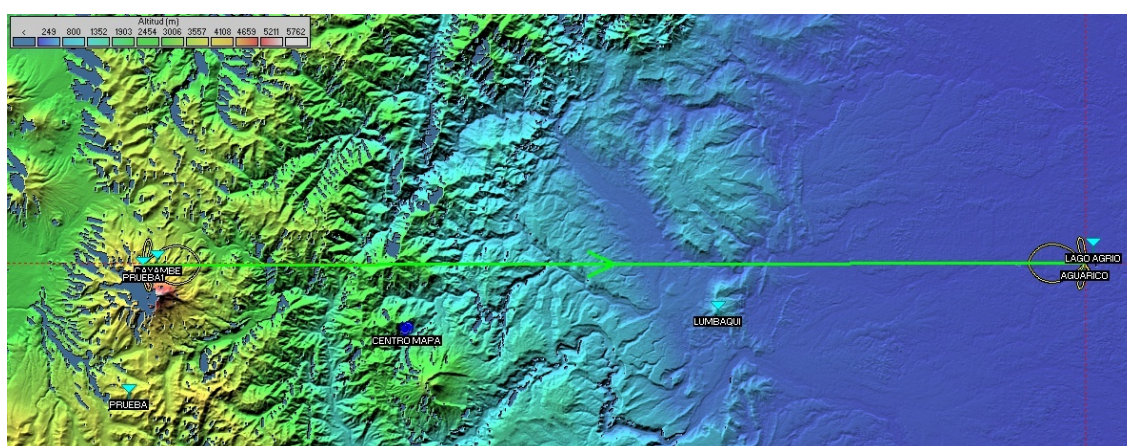 Altitud (m)
< 249 800 1352 1903 2454 3006 3557 4108 4659 5211 5762
LAGO AGRIO
CAYAMBE
PRUEBA1
AGUARICO
LUMBAQUI
CENTRO MAPA
PRUEBA